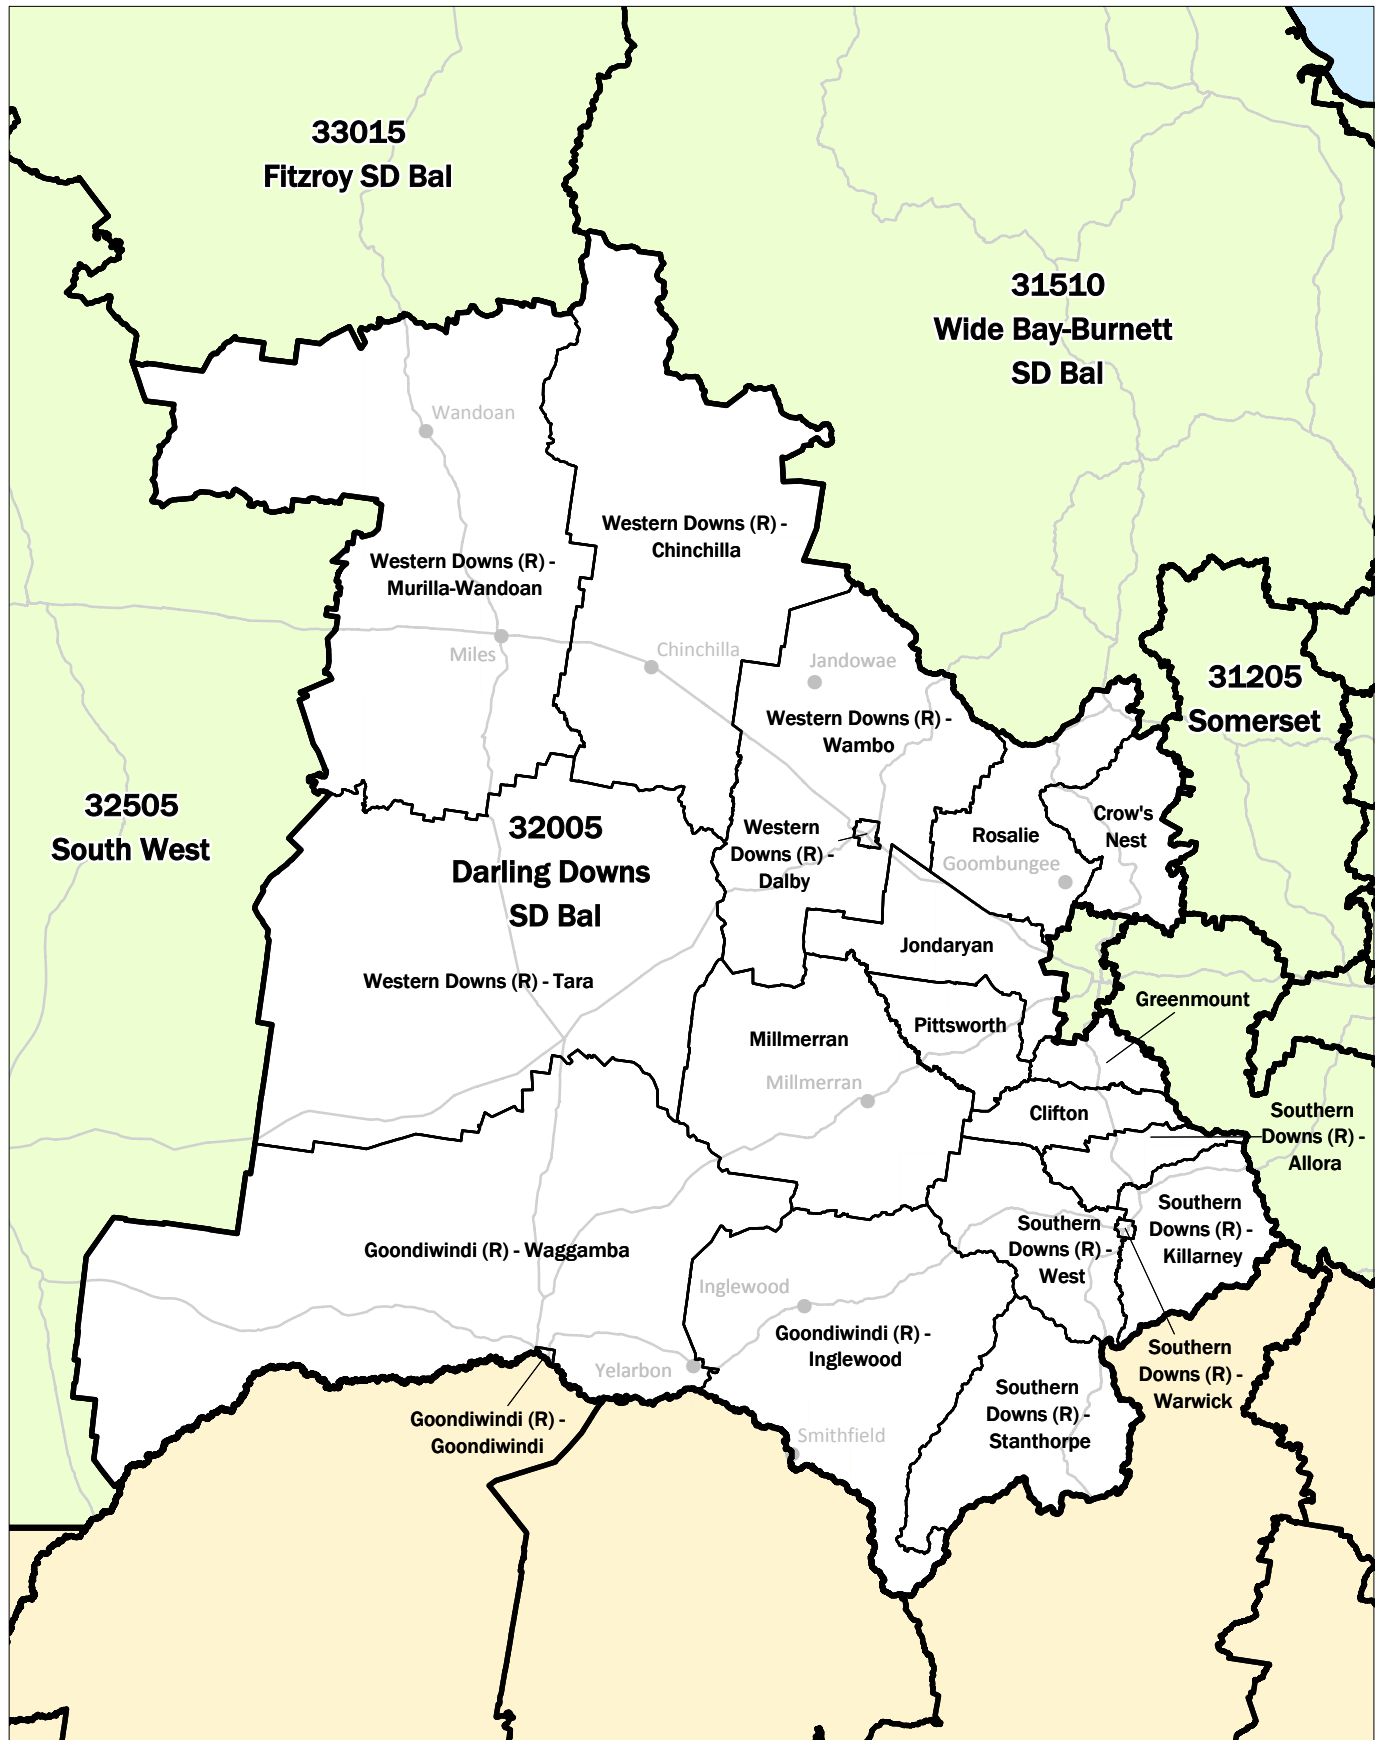 33015
Fitzroy SD Bal
31510
Wide Bay-Burnett
SD Bal
Wandoan
Western Downs (R) -
Chinchilla
Western Downs (R) -
Murilla-Wandoan
Miles
Chinchilla
Jandowae
31205
Somerset
Western Downs (R) -
Wambo
32505
South West
32005
Darling Downs
SD Bal
Western
Downs (R) -
Dalby
Rosalie
Goombungee
Crow's
Nest
Jondaryan
Western Downs (R) - Tara
Greenmount
Pittsworth
Millmerran
Millmerran
Clifton
Southern
Downs (R) -
Allora
Southern
Downs (R) -
Killarney
Southern
Downs (R) -
West
Goondiwindi (R) - Waggamba
Inglewood
Goondiwindi (R) -
Inglewood
Yelarbon
Southern
Downs (R) -
Warwick
Southern
Downs (R) -
Stanthorpe
Goondiwindi (R) -
Goondiwindi
Smithfield